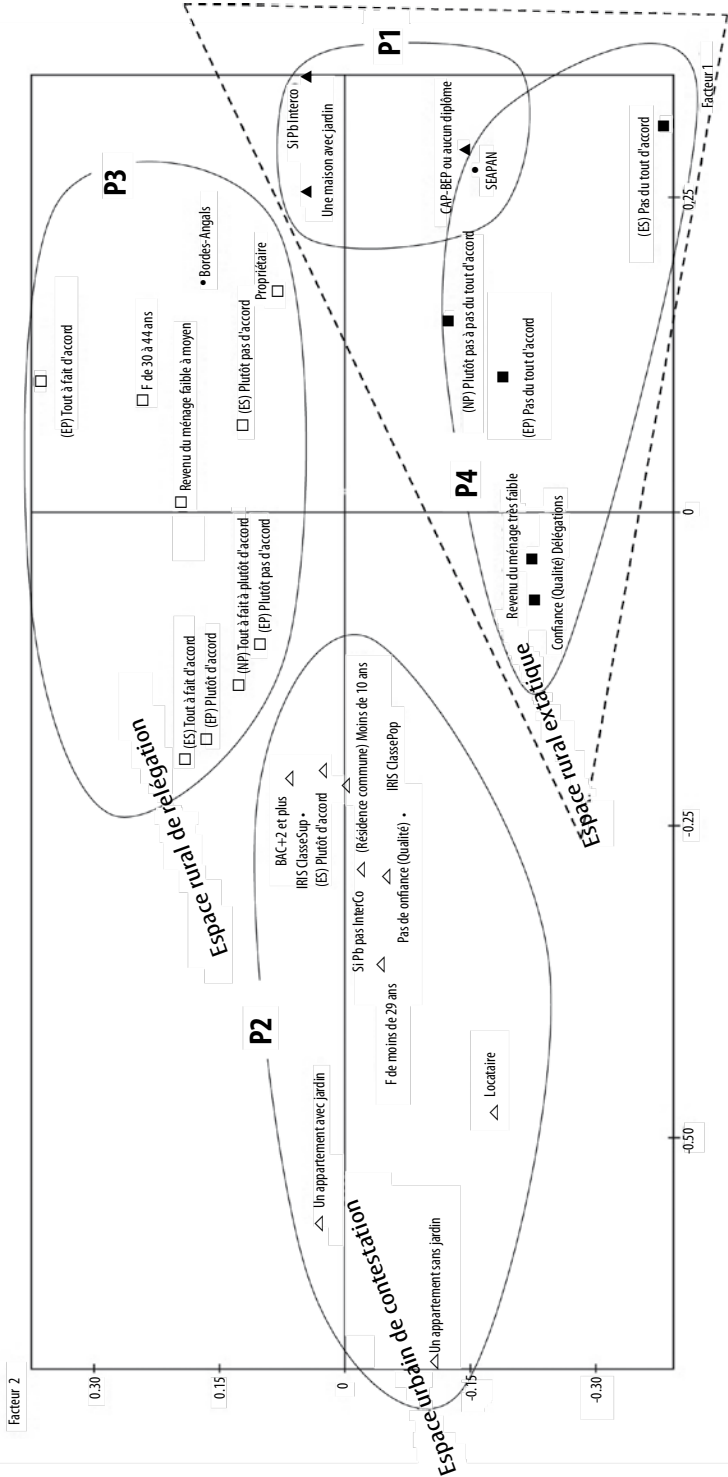 Facteur 2
0.30
0.15
0
-0.15
-0.30
-0.50
-0.25
0
0,25
Facteur 1
P3
(EP) Tout à fait d'accord
F de 30 à 44 ans
• Bordes-Angaïs
Revenu du ménage faible à moyen
Propriétaire
(ES) Plutôt pas d'accord
(ES) Tout à fait d'accord
(EP) Plutôt d'accord
(NP) Tout à fait à plutôt d'accord
(EP) Plutôt pas d'accord
Espace rural de relégation
P2
BAC+2 et plus
IRIS ClasseSup •
(ES) Plutôt d'accord
(Résidence commune) Moins de 10 ans
Si Pb pas InterCo
IRIS ClassePop
Pas de onfiance (Qualité) •
F de moins de 29 ans
Un appartement avec jardin
Locataire
Un appartement sans jardin
Espace urbain de contestation
P1
Si Pb Interco
Une maison avec jardin
CAP-BEP ou aucun diplôme
SEAPAN
P4
(NP) Plutôt pas à pas du tout d'accord
(EP) Pas du tout d'accord
(ES) Pas du tout d'accord
Revenu du ménage très faible
Confiance (Qualité) Délégations
Espace rural extatique